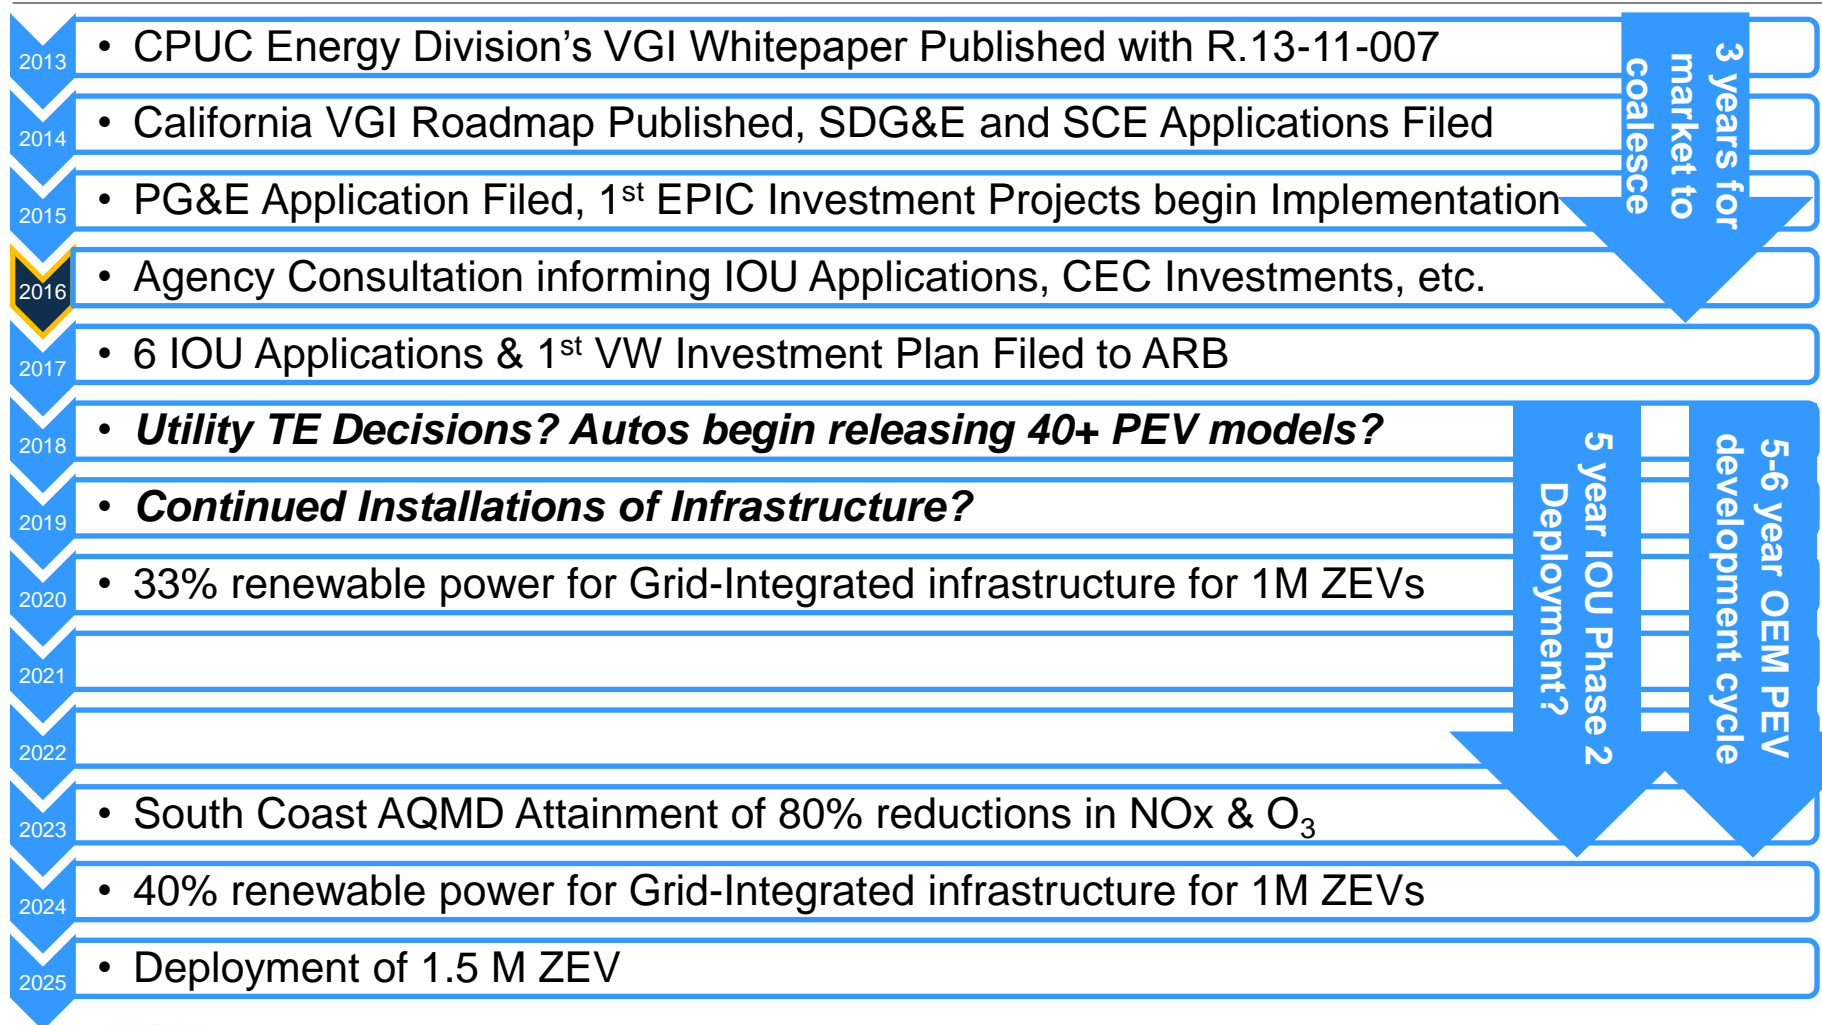 2013
• CPUC Energy Division’s VGI Whitepaper Published with R.13-11-007
2014
• California VGI Roadmap Published, SDG&E and SCE Applications Filed
2015
• PG&E Application Filed, 1st EPIC Investment Projects begin Implementation
2016
• Agency Consultation informing IOU Applications, CEC Investments, etc.
2017
• 6 IOU Applications & 1st VW Investment Plan Filed to ARB
2018
• Utility TE Decisions? Autos begin releasing 40+ PEV models?
2019
• Continued Installations of Infrastructure?
2020
• 33% renewable power for Grid-Integrated infrastructure for 1M ZEVs
2021
2022
2023
• South Coast AQMD Attainment of 80% reductions in NOx & O3
2024
• 40% renewable power for Grid-Integrated infrastructure for 1M ZEVs
2025
• Deployment of 1.5 M ZEV
3 years for
market to
coalesce
5 year IOU Phase 2
Deployment?
5-6 year OEM PEV
development cycle